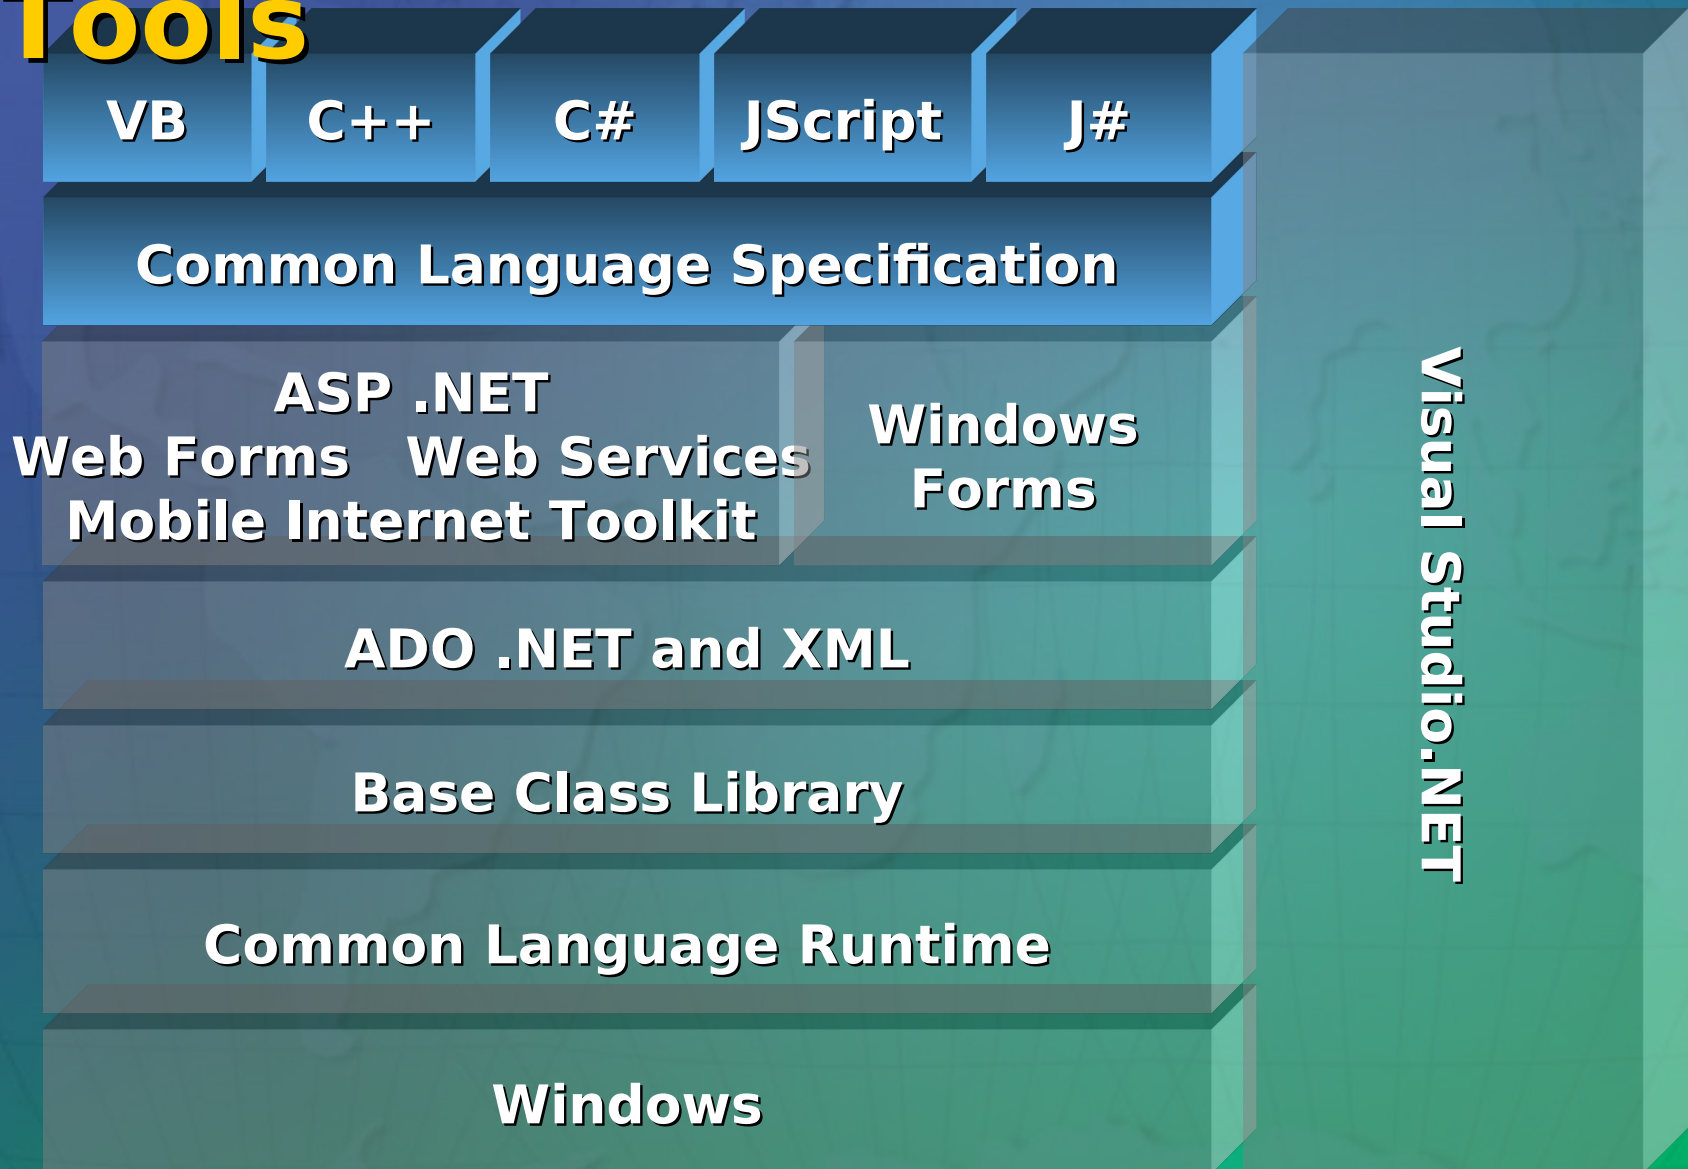 Tools
VB
C++
C#
JScript
J#
Common Language Specification
ASP .NET
Web Forms Web Services
Mobile Internet Toolkit
Windows
Forms
ADO .NET and XML
Base Class Library
Common Language Runtime
Windows
Visual Studio.NET